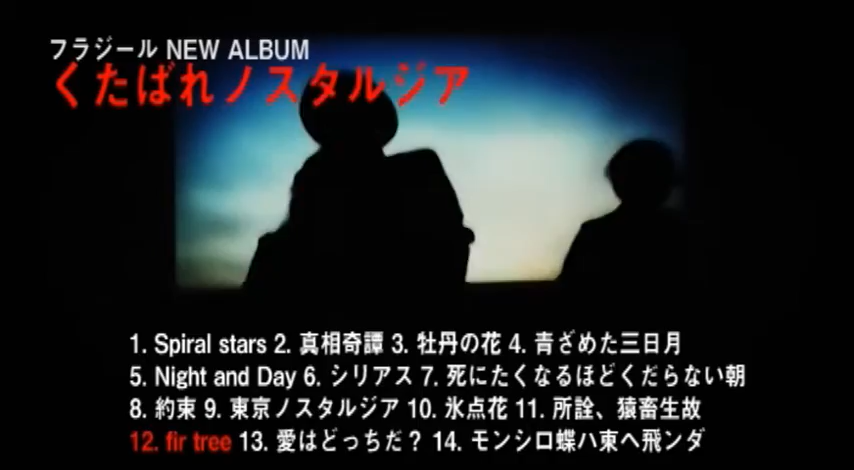 フラジール NEW ALBUM
くたばれノスタルジア
1. Spiral stars 2. 真相奇譚 3. 牡丹の花 4. 青ざめた三日月
5. Night and Day 6. シリアス 7. 死にたくなるほどくだらない朝
8. 約束 9. 東京ノスタルジア 10. 氷点花 11. 所詮、猿畜生故
12. fir tree 13. 愛はどっちだ？ 14. モンシロ蝶ハ東へ飛ンダ